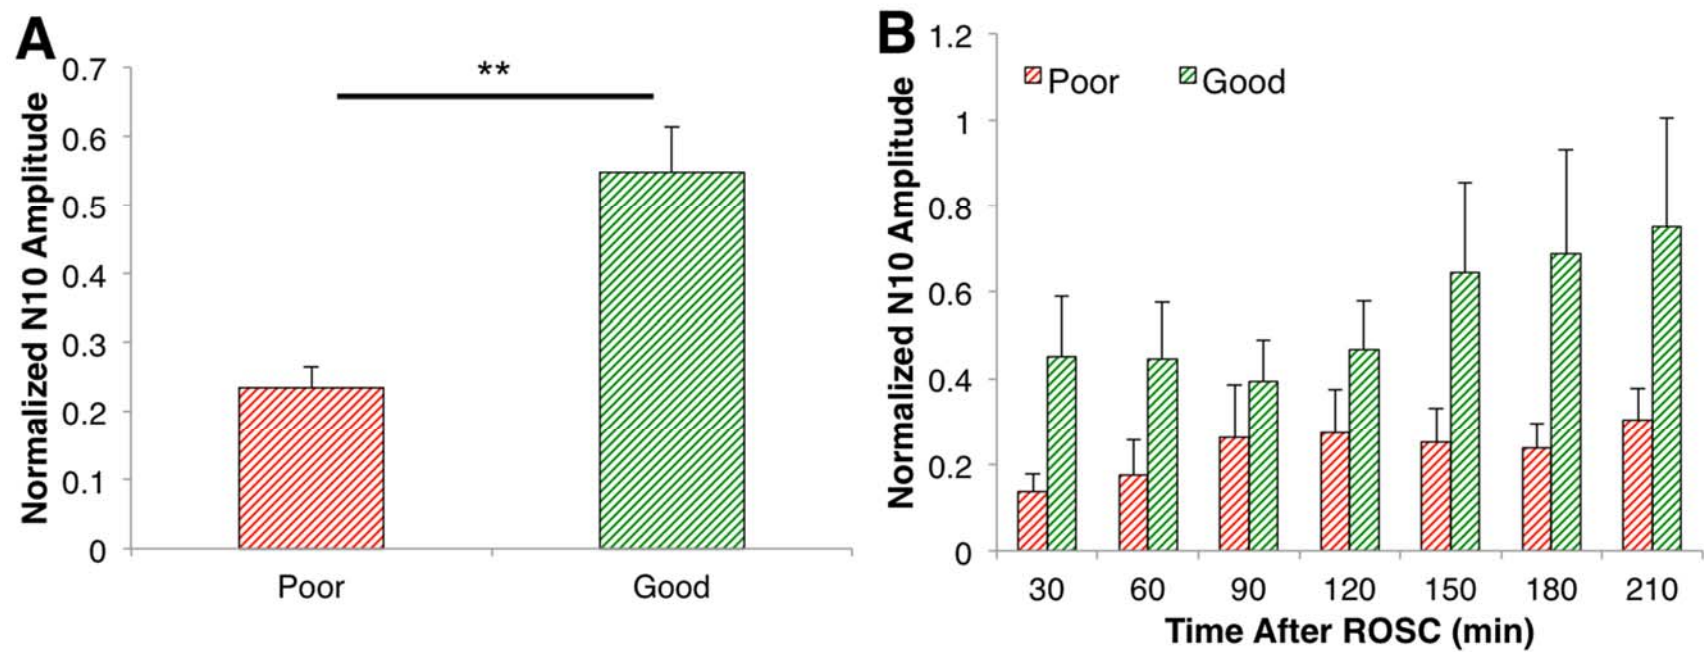 A
Normalized N10 Amplitude
0.7
0.6
0.5
0.4
0.3
0.2
0.1
0
**
Poor
Good
B
Normalized N10 Amplitude
1.2
1
0.8
0.6
0.4
0.2
0
Poor
Good
30 60 90 120 150 180 210
Time After ROSC (min)